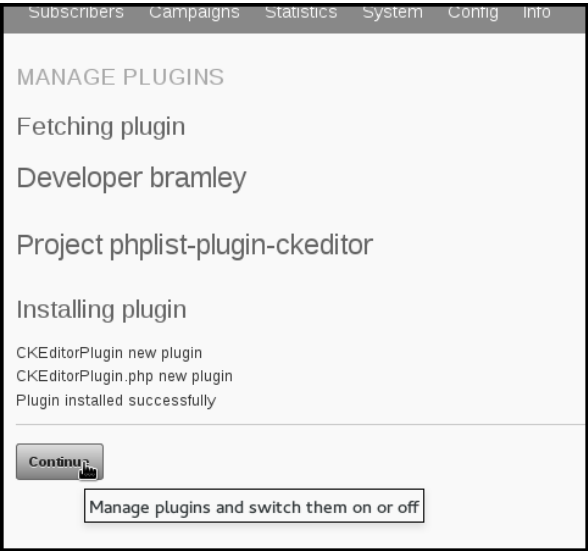 Subscribers Campaigns Statistics System Config Info
MANAGE PLUGINS
Fetching plugin
Developer bramley
Project phplist-plugin-ckeditor
Installing plugin
CKEditorPlugin new plugin
CKEditorPlugin.php new plugin
Plugin installed successfully
Continue
Manage plugins and switch them on or off